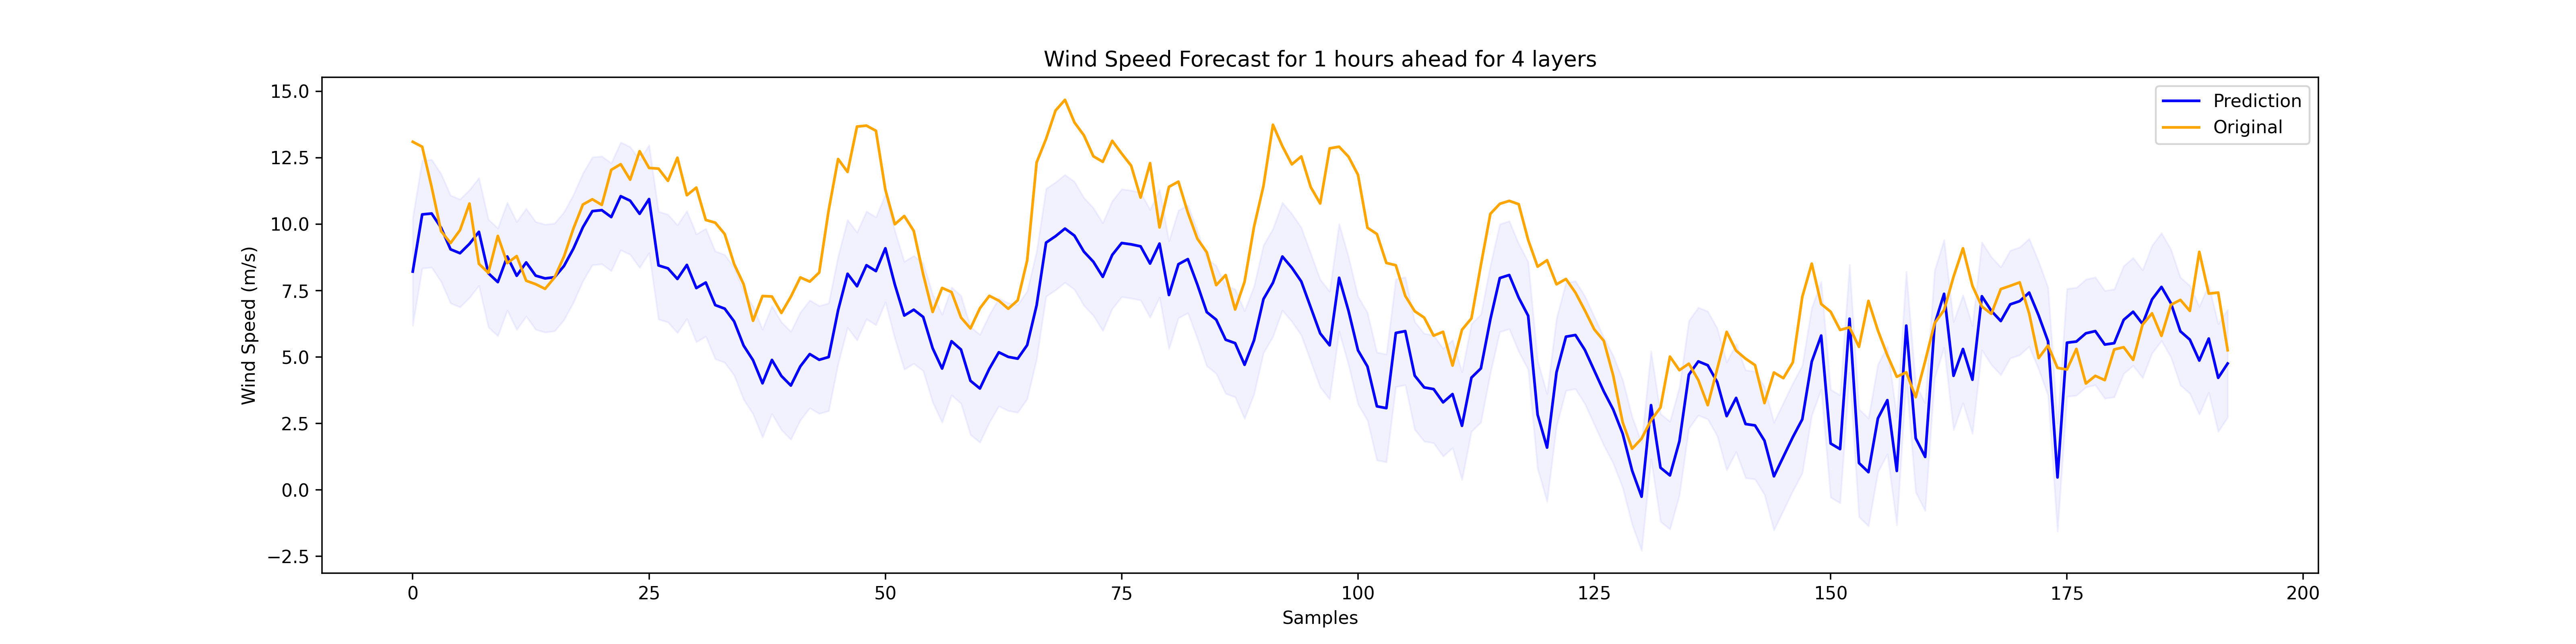 Wind Speed Forecast for 1 hours ahead for 4 layers
Prediction
Original
Wind Speed (m/s)
15.0
12.5
10.0
7.5
5.0
2.5
0.0
−2.5
0 25 50 75 100 125 150 175 200
Samples